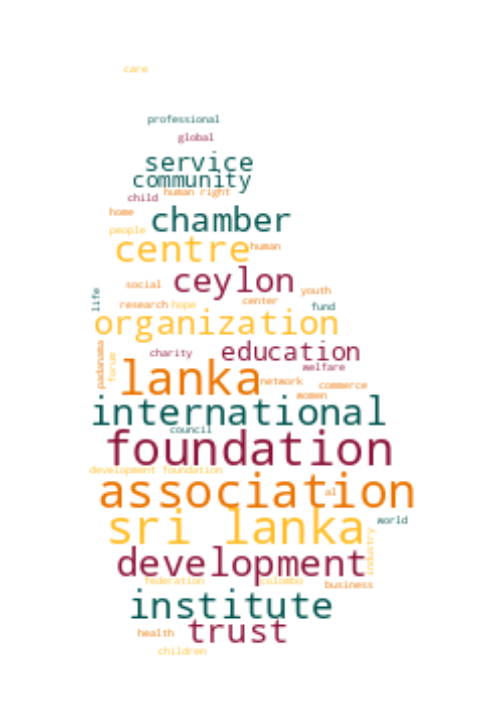 care
professional
global
service
community
human right
child
home
chamber
people
centre
human
ceylon
social
youth
life
research
hope
center
fund
organization
education
charity
padanama
forum
welfare
lanka
network
commerce
women
international
council
foundation
development foundation
association
al
sri lanka
world
industry
development
federation
colombo
business
institute
trust
health
children